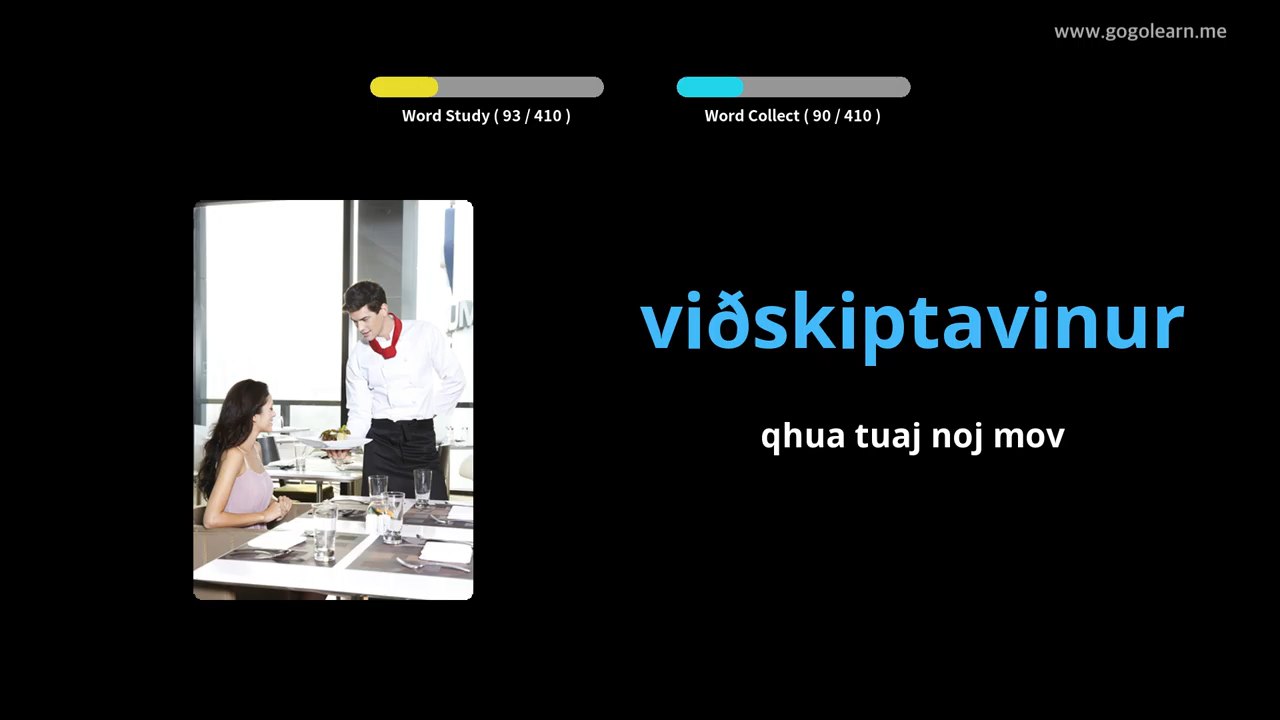 www.gogolearn.me
Word Study ( 93 / 410 )
Word Collect ( 90 / 410 )
viðskiptavinur
qhua tuaj noj mov